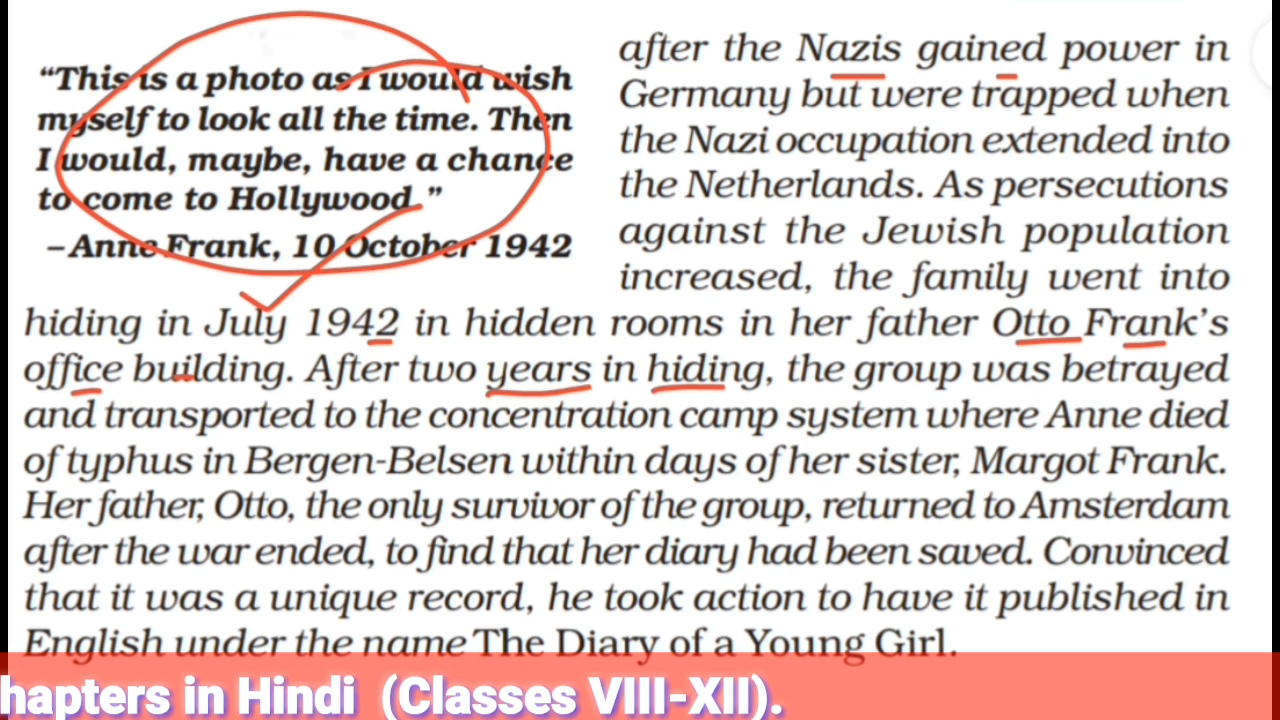 “This is a photo as I would wish
myself to look all the time. Then
I would, maybe, have a chance
to come to Hollywood.”
– Anne Frank, 10 October 1942
after the Nazis gained power in
Germany but were trapped when
the Nazi occupation extended into
the Netherlands. As persecutions
against the Jewish population
increased, the family went into
hiding in July 1942 in hidden rooms in her father Otto Frank’s
office building. After two years in hiding, the group was betrayed
and transported to the concentration camp system where Anne died
of typhus in Bergen-Belsen within days of her sister, Margot Frank.
Her father, Otto, the only survivor of the group, returned to Amsterdam
after the war ended, to find that her diary had been saved. Convinced
that it was a unique record, he took action to have it published in
English under the name The Diary of a Young Girl.
hapters in Hindi (Classes VIII-XII).